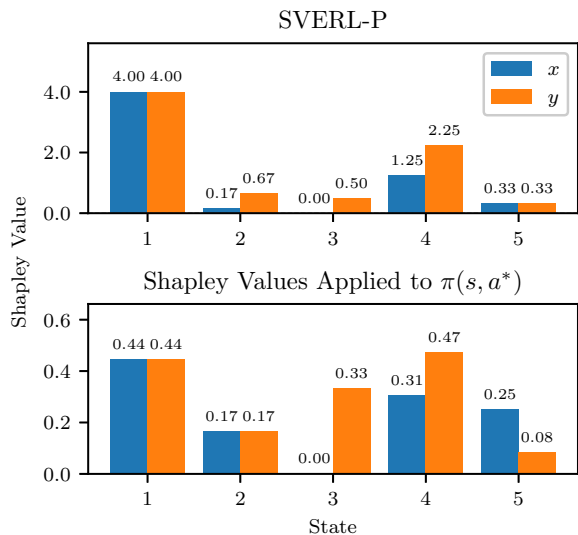 SVERL-P
x
y
4.00 4.00
0.17 0.67
0.00 0.50
1.25 2.25
0.33 0.33
4.0
2.0
0.0
1 2 3 4 5
Shapley Value
Shapley Values Applied to π(s, a*)
0.44 0.44
0.17 0.17
0.00 0.33
0.31 0.47
0.25 0.08
0.6
0.4
0.2
0.0
1 2 3 4 5
State